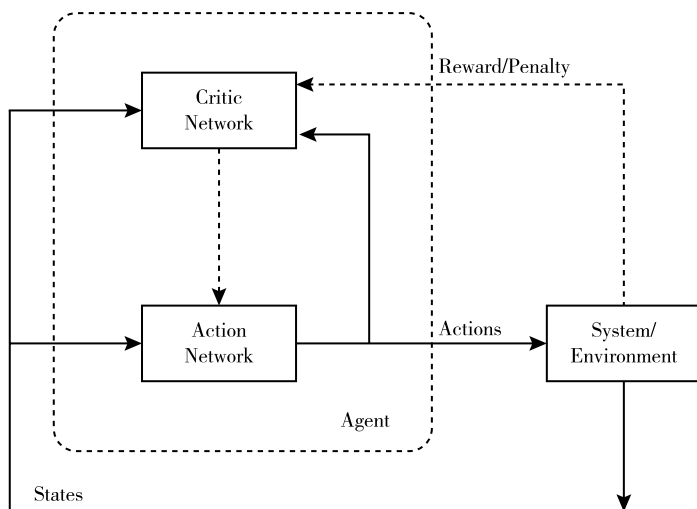 Reward/Penalty
Critic
Network
Action
Network
Actions
System/
Environment
Agent
States